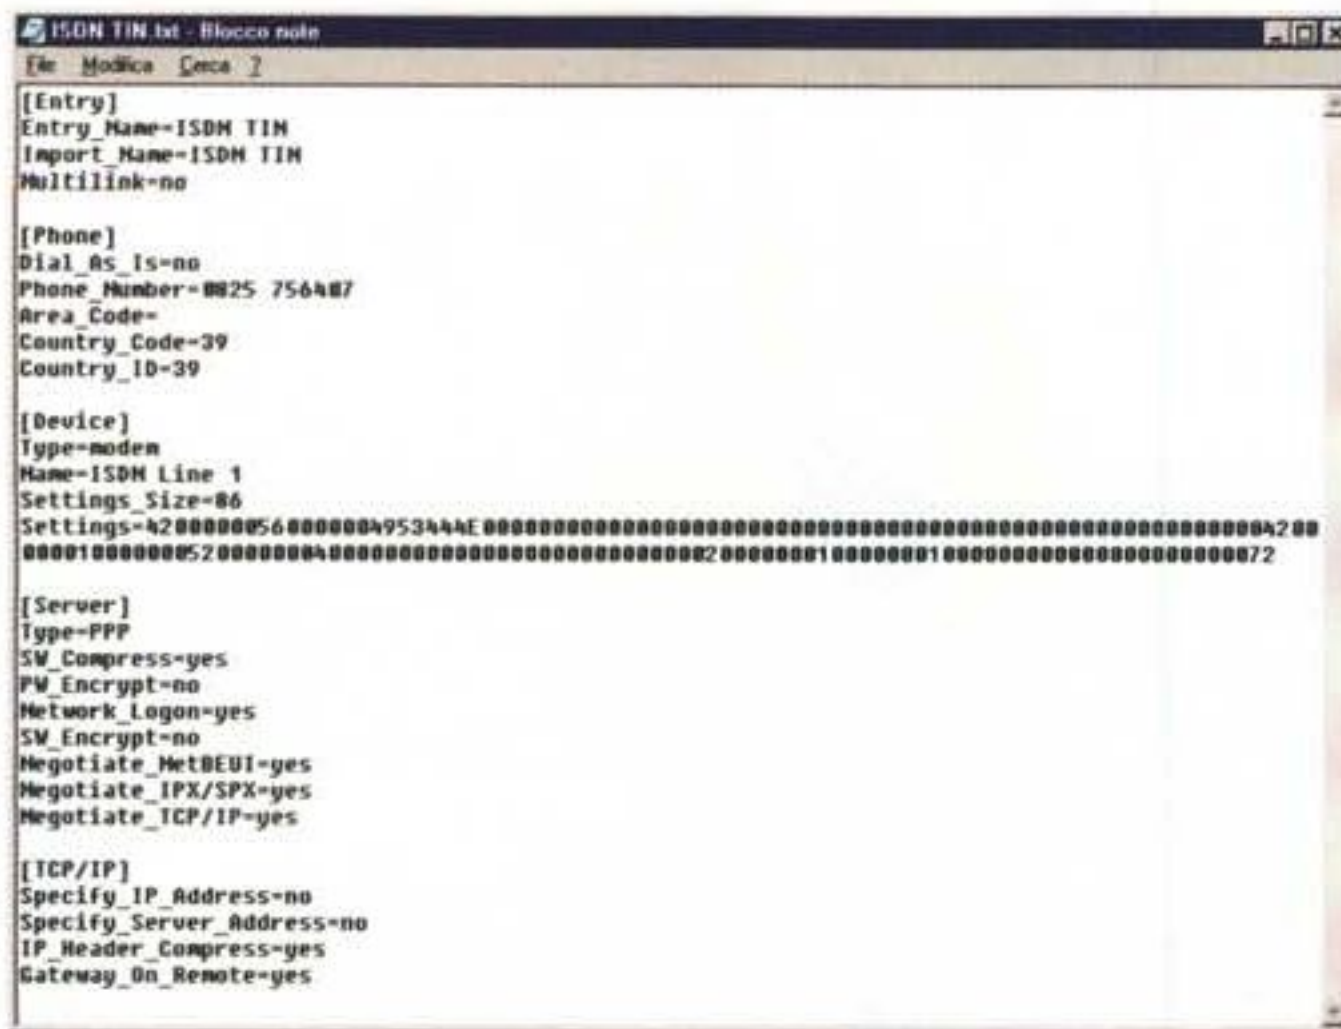 ISDN TIN.txt - Blocco note
File Modifica Cerca ?
[Entry]
Entry_Name=ISDN TIN
Import_Name=ISDN TIN
Multilink=no
[Phone]
Dial_As_Is=no
Phone_Number=0825 756407
Area_Code=
Country_Code=39
Country_ID=39
[Device]
Type=modem
Name=ISDN Line 1
Settings_Size=86
Settings=
[Server]
Type=PPP
SW_Compress=yes
PW_Encrypt=no
Network_Logon=yes
SW_Encrypt=no
Negotiate_NetBEUI=yes
Negotiate_IPX/SPX=yes
Negotiate_TCP/IP=yes
[TCP/IP]
Specify_IP_Address=no
Specify_Server_Address=no
IP_Header_Compress=yes
Gateway_On_Remote=yes